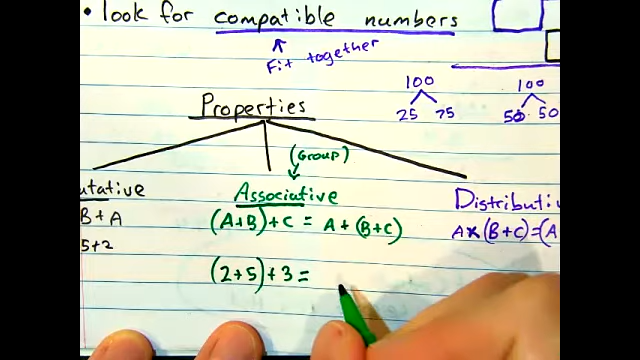 • look for compatible numbers
Fit together
100
25 75
100
50 50
Properties
(Group)
Associative
(A+B)+C = A+(B+C)
(2+5)+3=
utative
B+A
5+2
Distributiv
A×(B+C)=(A